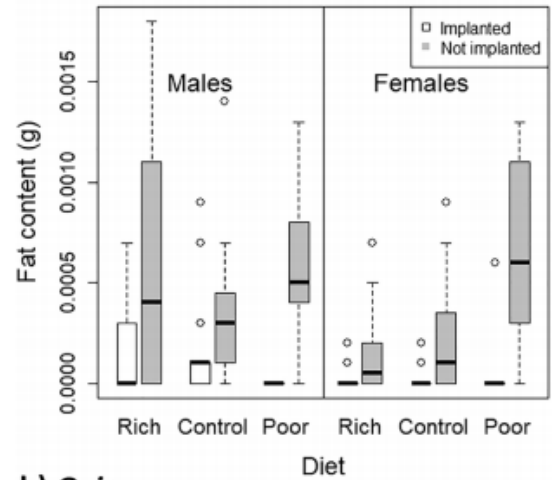 Implanted
Not implanted
Males
Females
Fat content (g)
0.0015
0.0010
0.0005
0.0000
Rich Control Poor Rich Control Poor
Diet